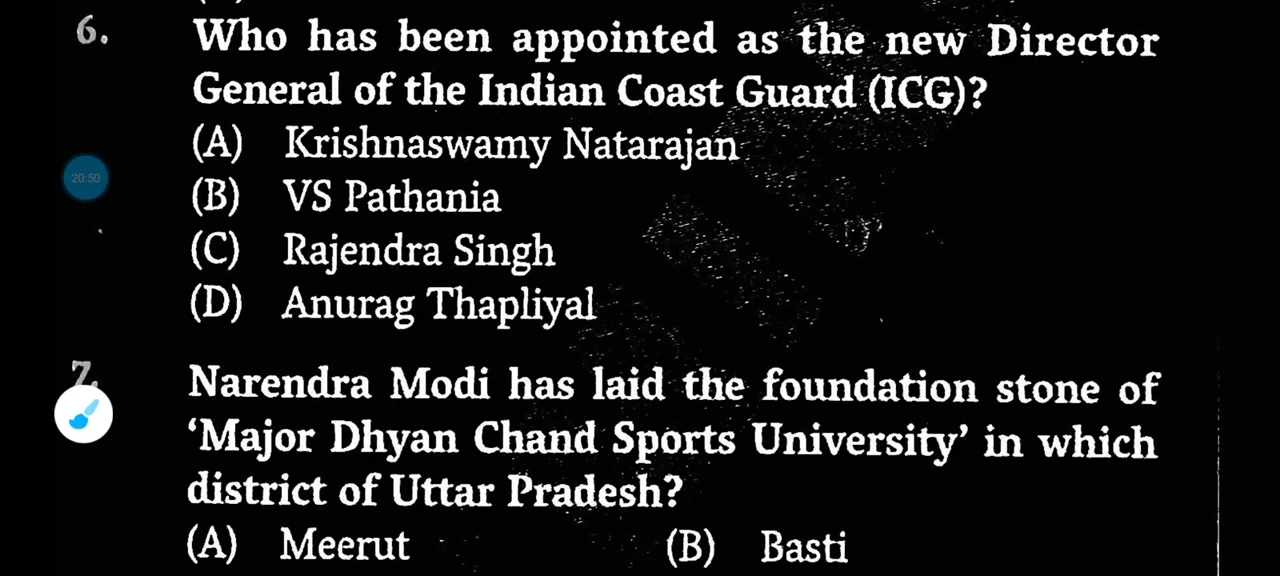 6. Who has been appointed as the new Director
General of the Indian Coast Guard (ICG)?
(A) Krishnaswamy Natarajan
(B) VS Pathania
20:50
(C) Rajendra Singh
(D) Anurag Thapliyal
7. Narendra Modi has laid the foundation stone of
‘Major Dhyan Chand Sports University’ in which
district of Uttar Pradesh?
(A) Meerut (B) Basti